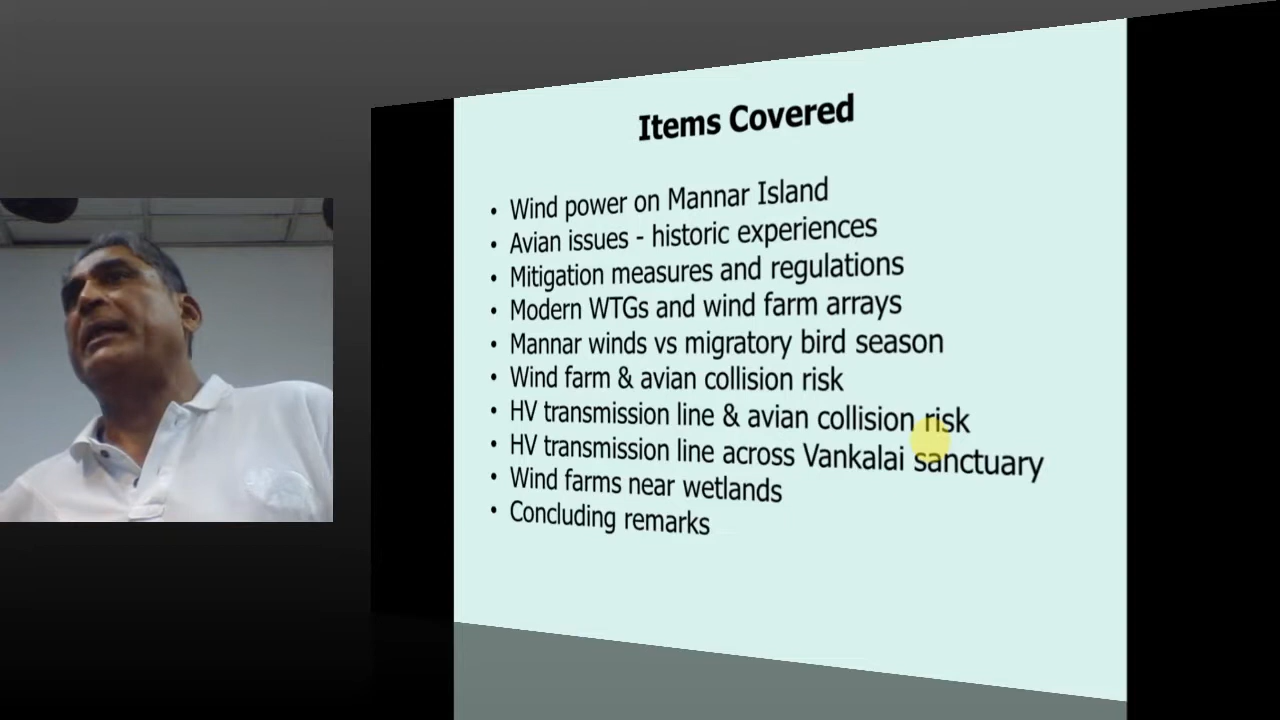 Items Covered
• Wind power on Mannar Island
• Avian issues - historic experiences
• Mitigation measures and regulations
• Modern WTGs and wind farm arrays
• Mannar winds vs migratory bird season
• Wind farm & avian collision risk
• HV transmission line & avian collision risk
• HV transmission line across Vankalai sanctuary
• Wind farms near wetlands
• Concluding remarks